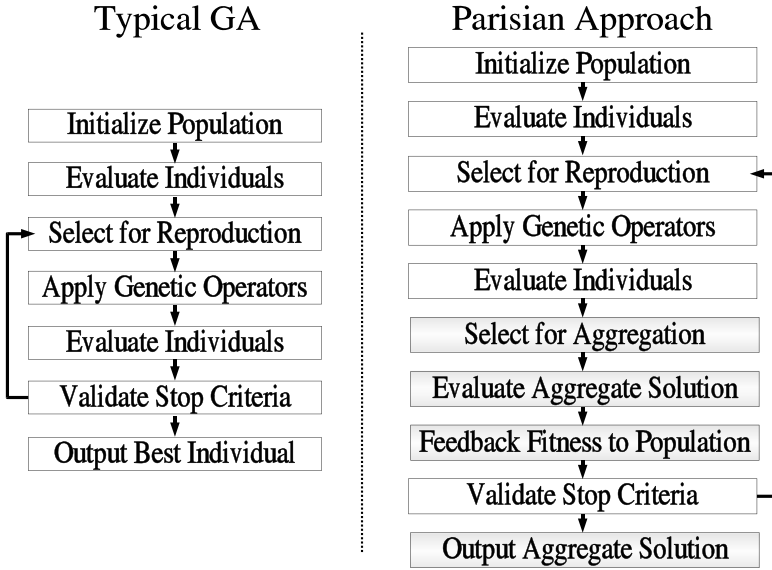 Typical GA
Initialize Population
Evaluate Individuals
Select for Reproduction
Apply Genetic Operators
Evaluate Individuals
Validate Stop Criteria
Output Best Individual
Parisian Approach
Initialize Population
Evaluate Individuals
Select for Reproduction
Apply Genetic Operators
Evaluate Individuals
Select for Aggregation
Evaluate Aggregate Solution
Feedback Fitness to Population
Validate Stop Criteria
Output Aggregate Solution